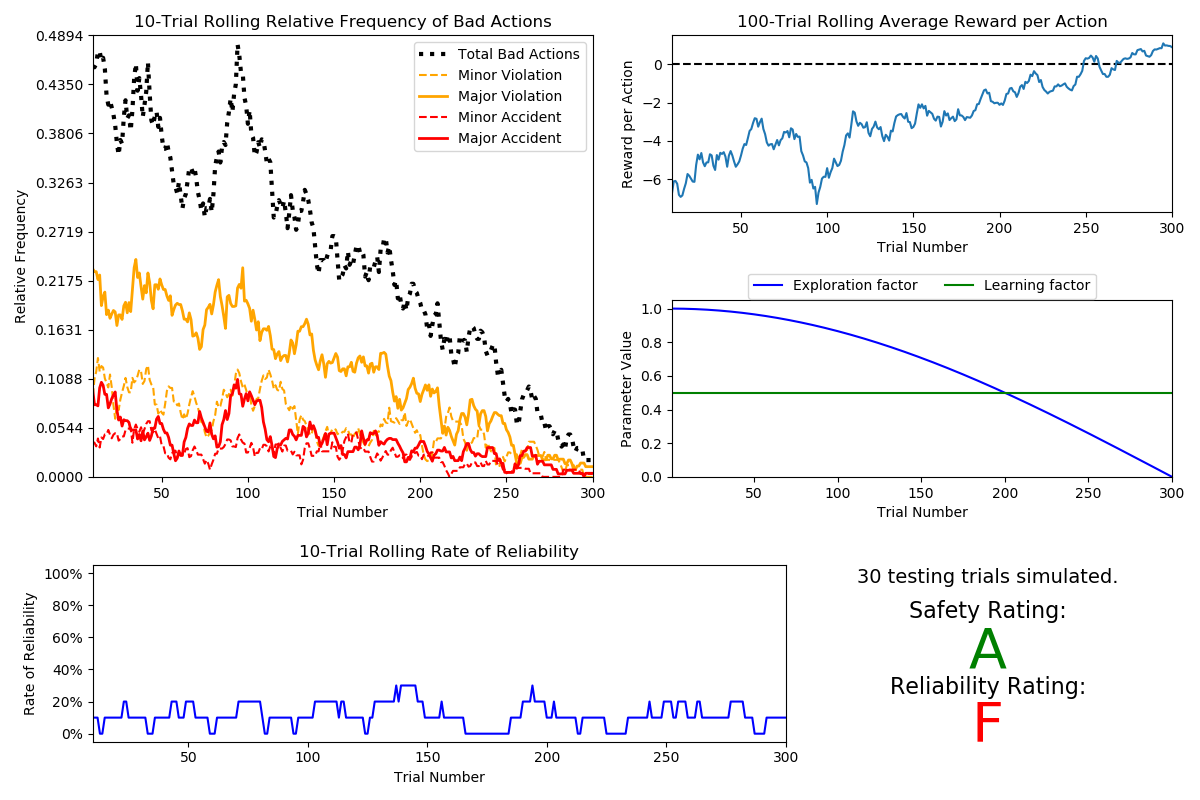 10-Trial Rolling Relative Frequency of Bad Actions
Relative Frequency
0.4894
0.4350
0.3806
0.3263
0.2719
0.2175
0.1631
0.1088
0.0544
0.0000
Total Bad Actions
Minor Violation
Major Violation
Minor Accident
Major Accident
50 100 150 200 250 300
Trial Number
100-Trial Rolling Average Reward per Action
Reward per Action
0
−2
−4
−6
50 100 150 200 250 300
Trial Number
Exploration factor Learning factor
Parameter Value
1.0
0.8
0.6
0.4
0.2
0.0
50 100 150 200 250 300
Trial Number
10-Trial Rolling Rate of Reliability
Rate of Reliability
100%
80%
60%
40%
20%
0%
50 100 150 200 250 300
Trial Number
30 testing trials simulated.
Safety Rating:
A
Reliability Rating:
F